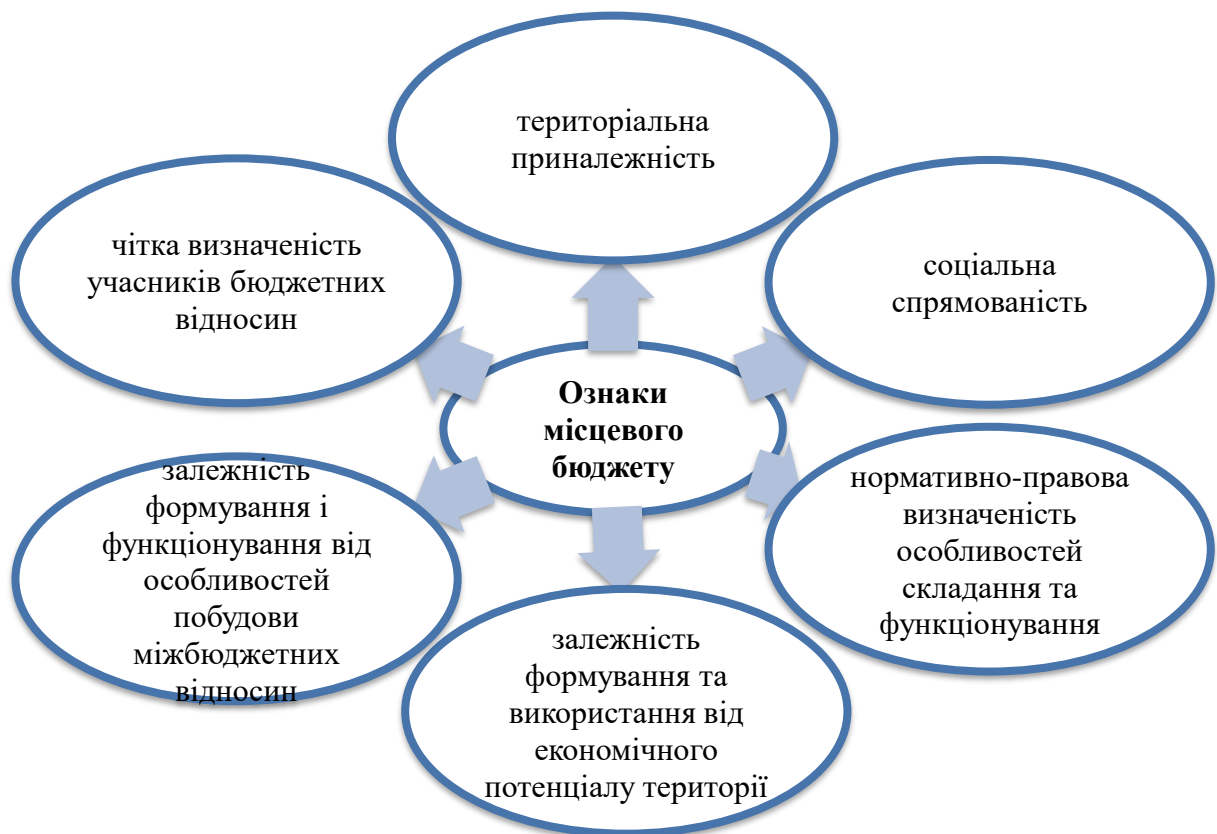 територіальна
приналежність
чітка визначеність
учасників бюджетних
відносин
соціальна
спрямованість
Ознаки
місцевого
бюджету
залежність
формування і
функціонування від
особливостей
побудови
міжбюджетних
відносин
нормативно-правова
визначеність
особливостей
складання та
функціонування
залежність
формування та
використання від
економічного
потенціалу території